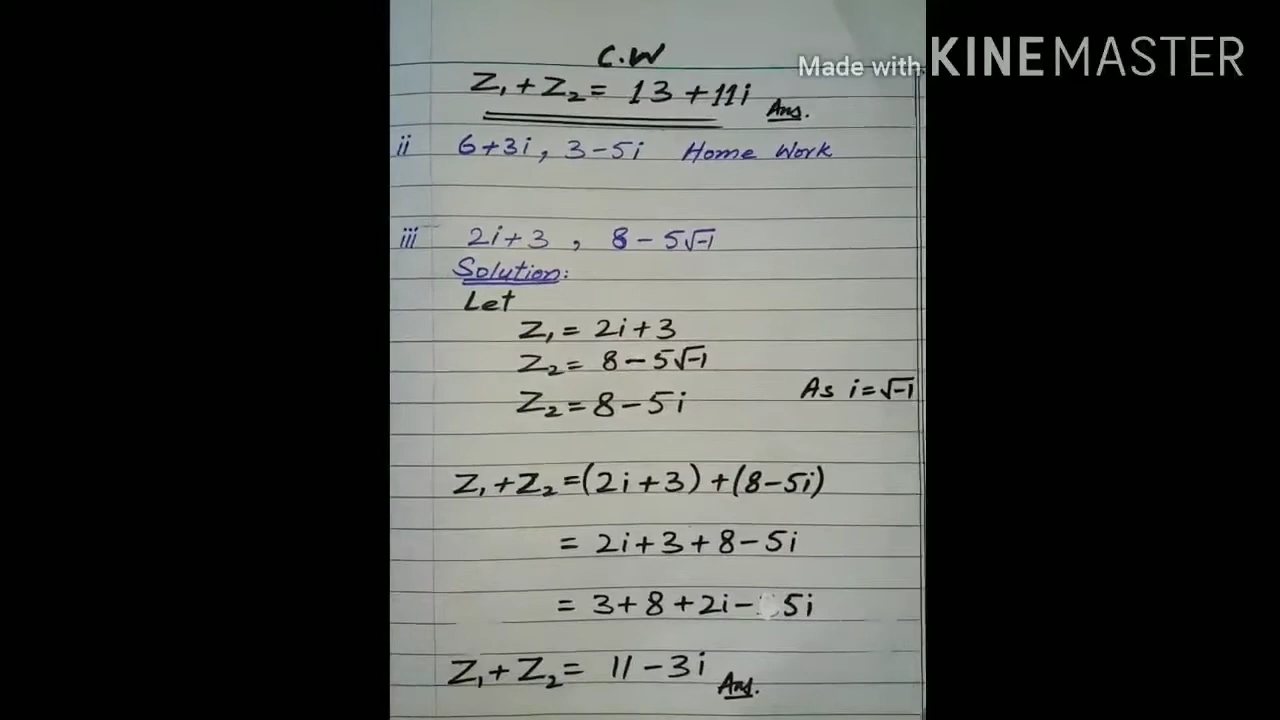 Made with KINEMASTER
C.W
Z₁ + Z₂ = 13 + 11i Ans.
ii 6+3i, 3-5i Home Work
iii 2i+3 , 8-5√-1
Solution:
Let
Z₁ = 2i+3
Z₂ = 8-5√-1
Z₂ = 8-5i As i=√-1
Z₁+Z₂ = (2i+3)+(8-5i)
= 2i+3+8-5i
= 3+8+2i-5i
Z₁+Z₂ = 11-3i Ans.